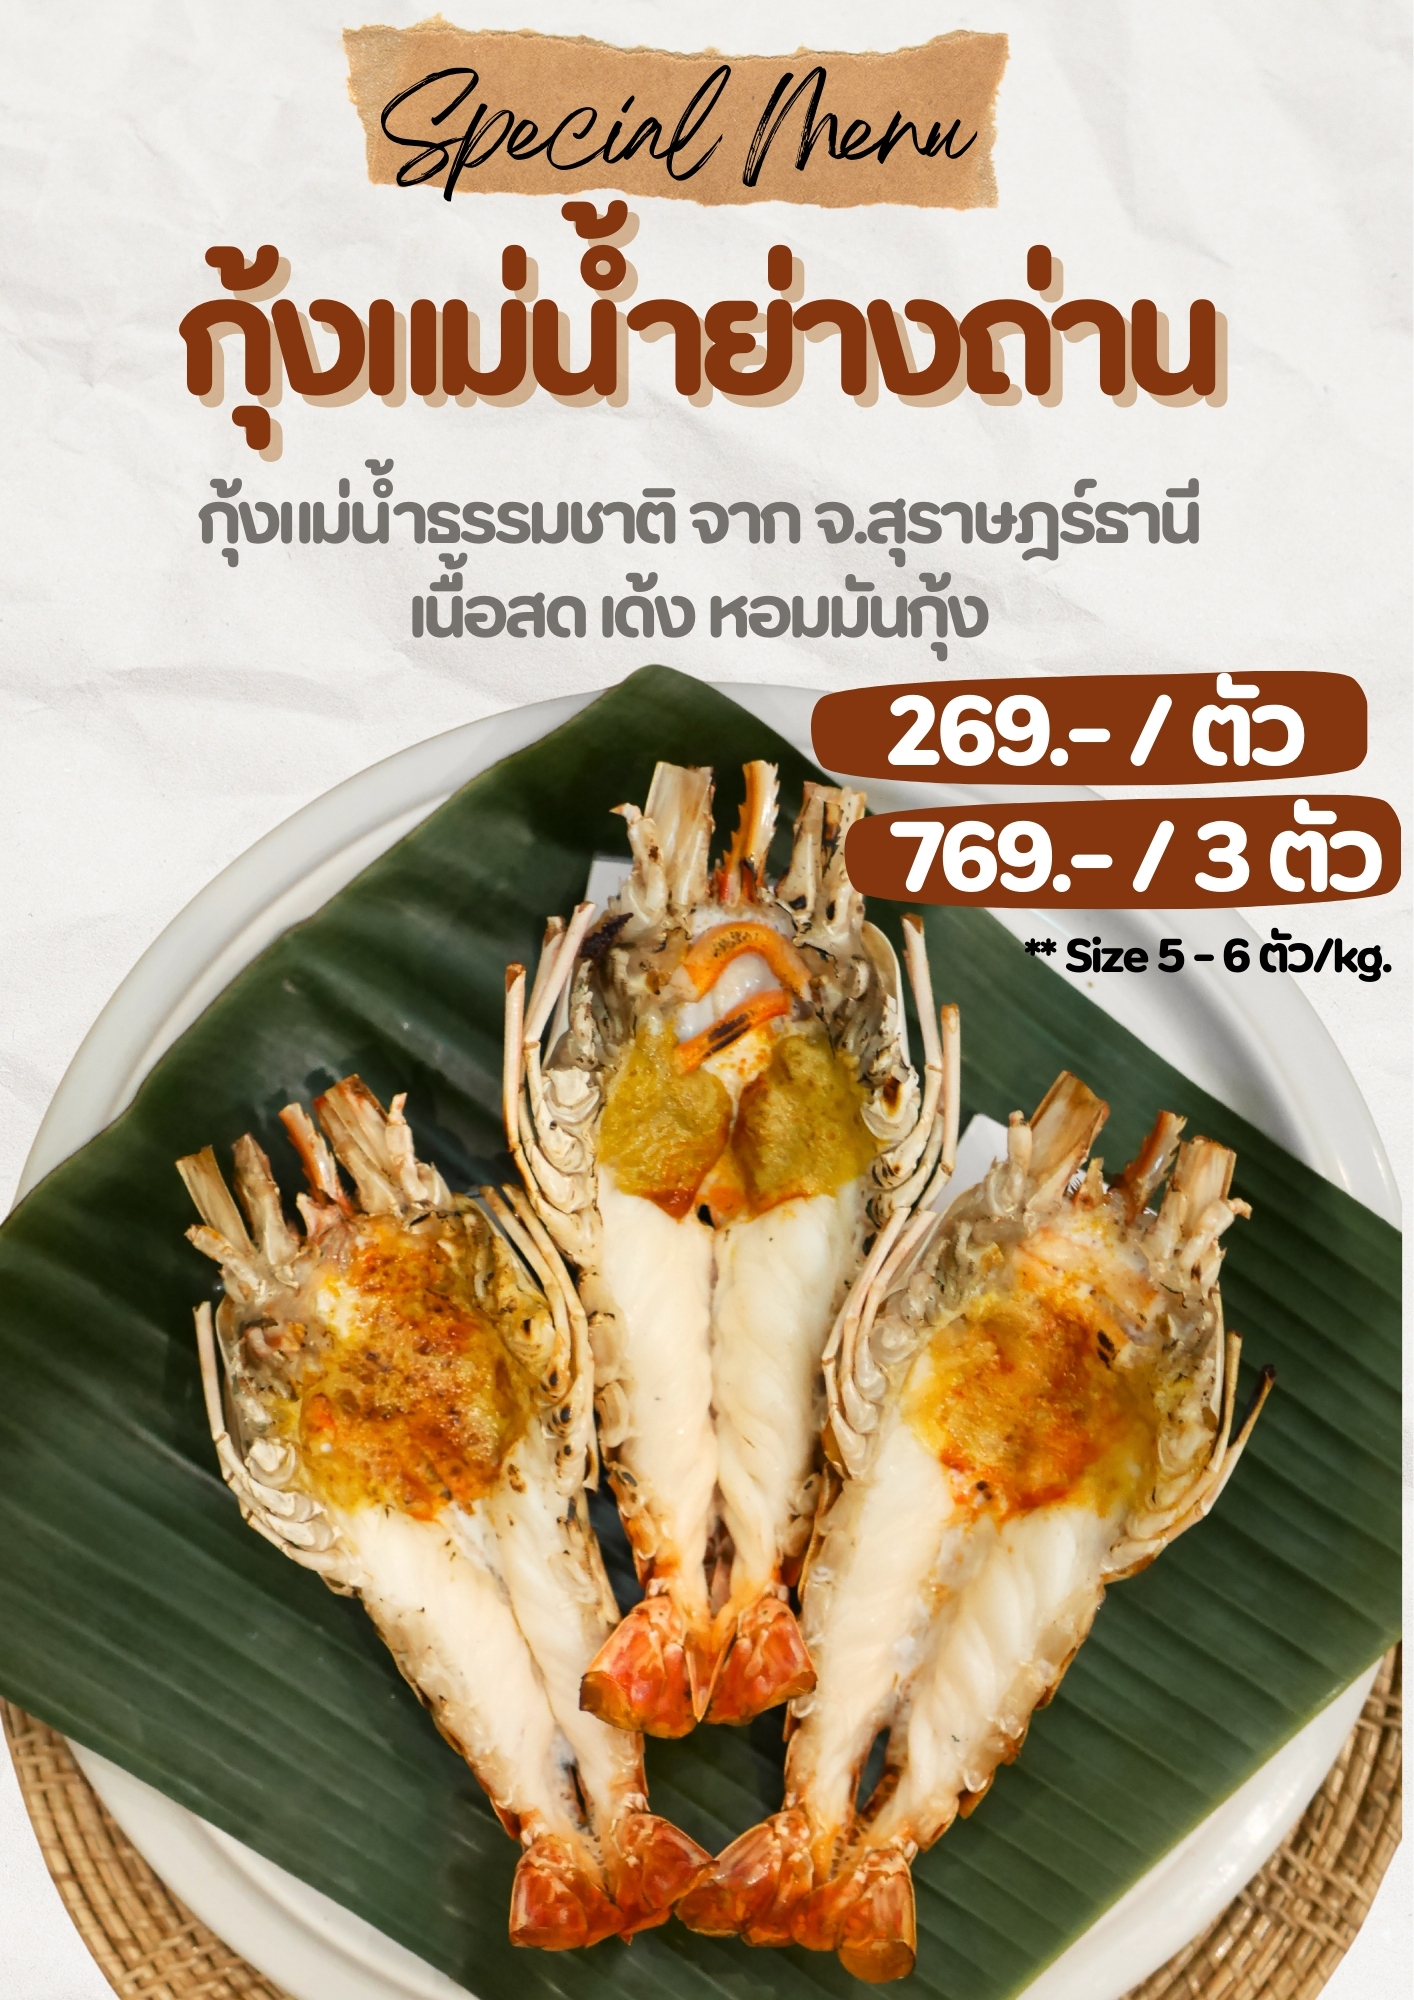 Special Menu
กุ้งแม่น้ำย่างถ่าน
กุ้งแม่น้ำธรรมชาติ จาก จ.สุราษฎร์ธานี
เนื้อสด เด้ง หอมมันกุ้ง
269.- / ตัว
769.- / 3 ตัว
** Size 5 - 6 ตัว/kg.